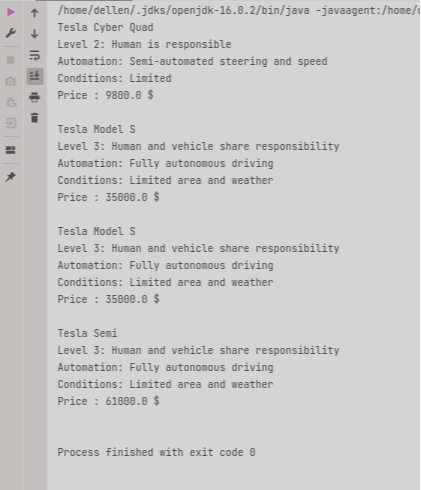 /home/dellen/.jdks/openjdk-16.0.2/bin/java -javaagent:/home/
Tesla Cyber Quad
Level 2: Human is responsible
Automation: Semi-automated steering and speed
Conditions: Limited
Price : 9800.0 $
Tesla Model S
Level 3: Human and vehicle share responsibility
Automation: Fully autonomous driving
Conditions: Limited area and weather
Price : 35000.0 $
Tesla Model S
Level 3: Human and vehicle share responsibility
Automation: Fully autonomous driving
Conditions: Limited area and weather
Price : 35000.0 $
Tesla Semi
Level 3: Human and vehicle share responsibility
Automation: Fully autonomous driving
Conditions: Limited area and weather
Price : 61000.0 $
Process finished with exit code 0